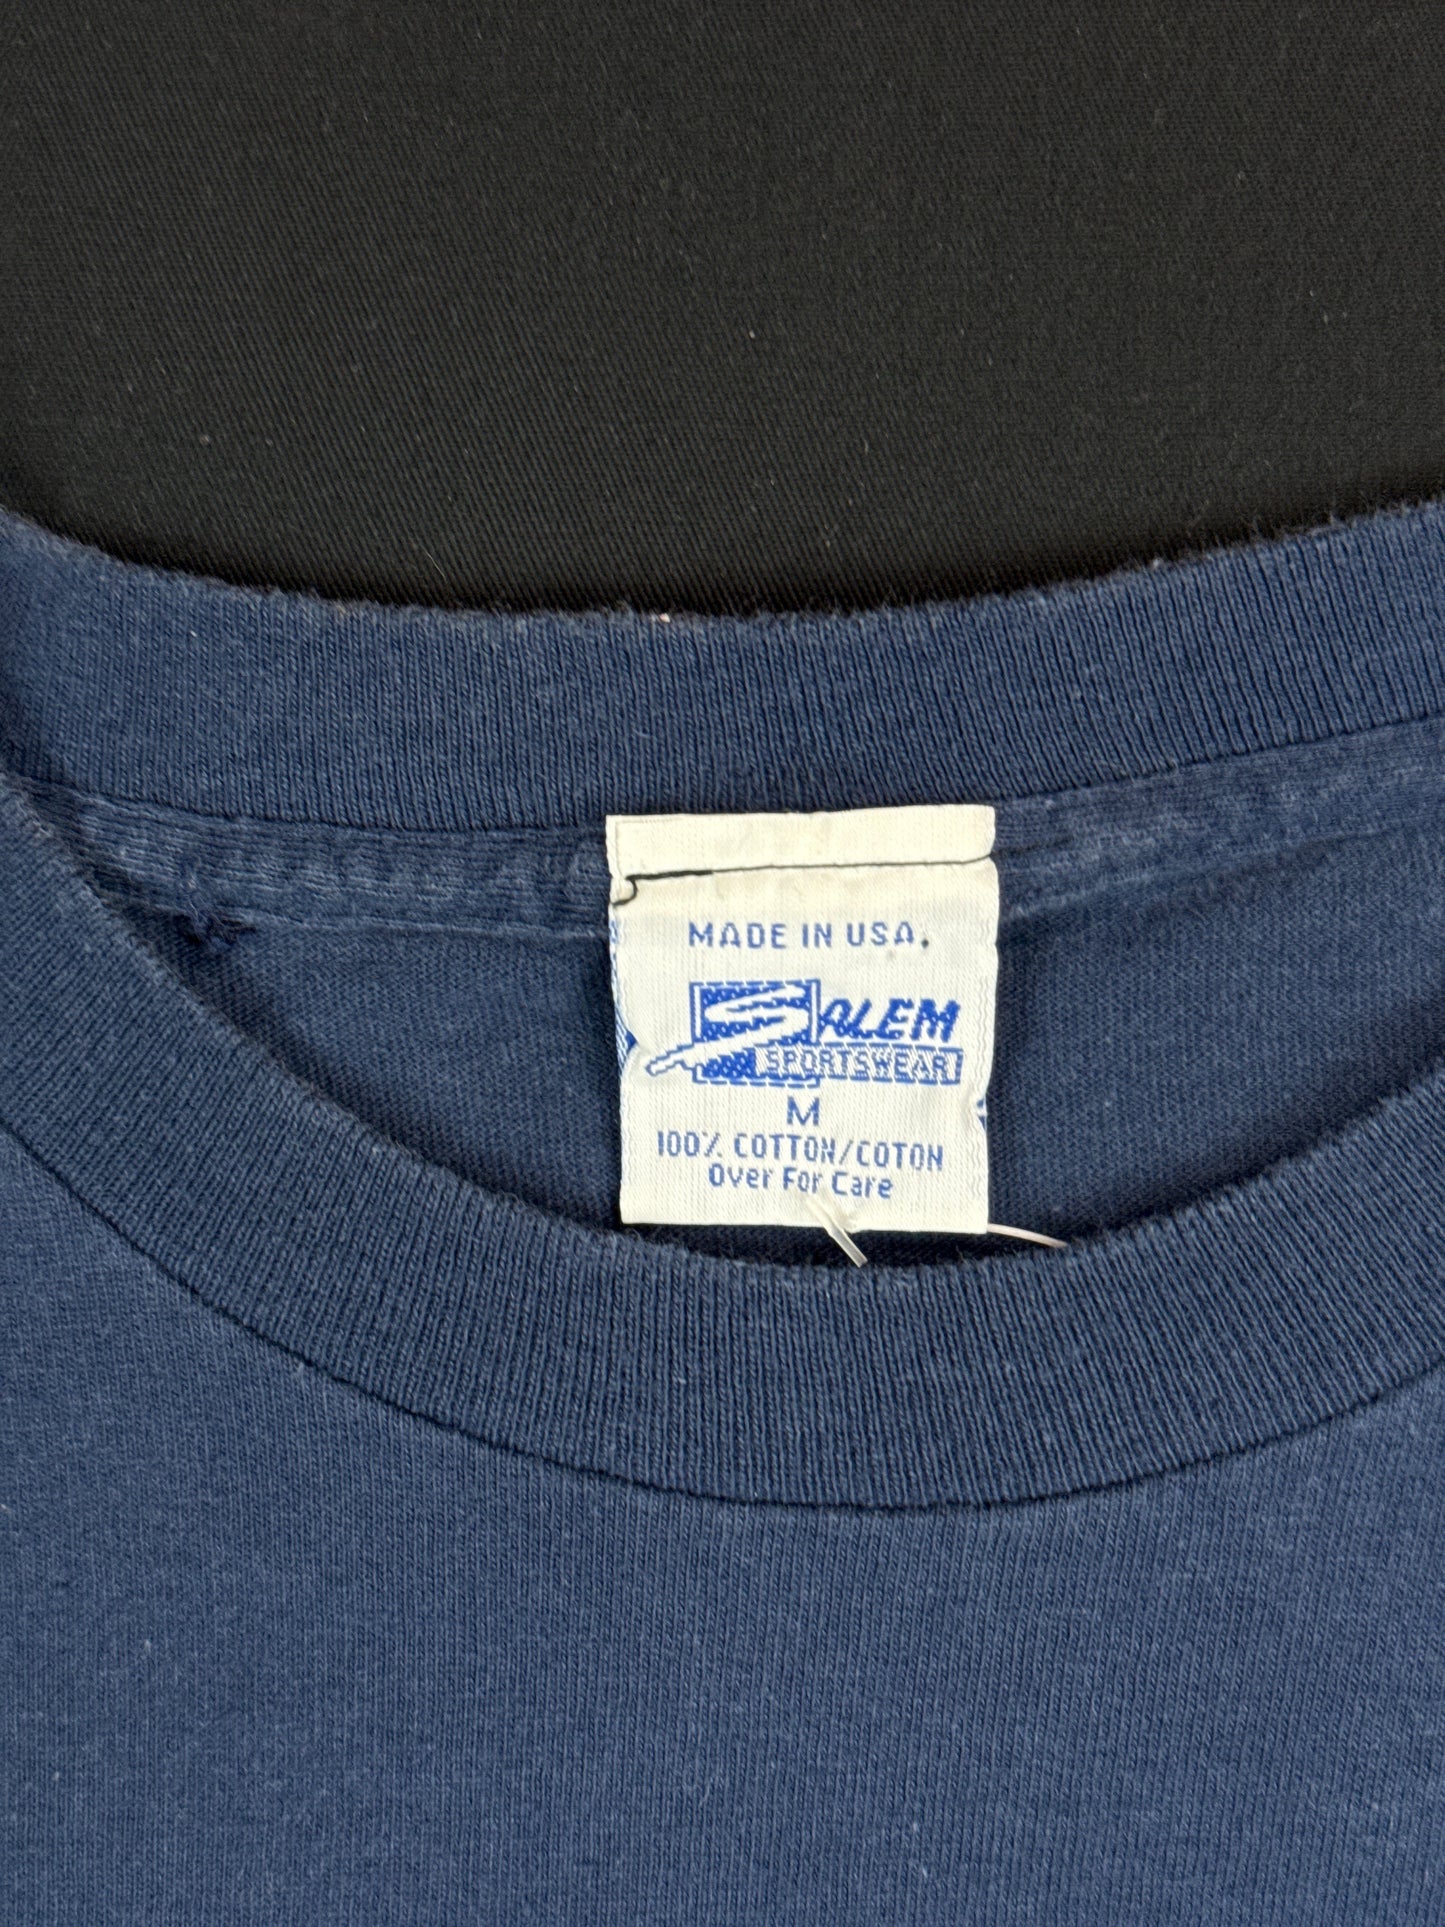 MADE IN USA.
SALEM
SPORTSWEAR
M
100% COTTON/COTON
Over For Care